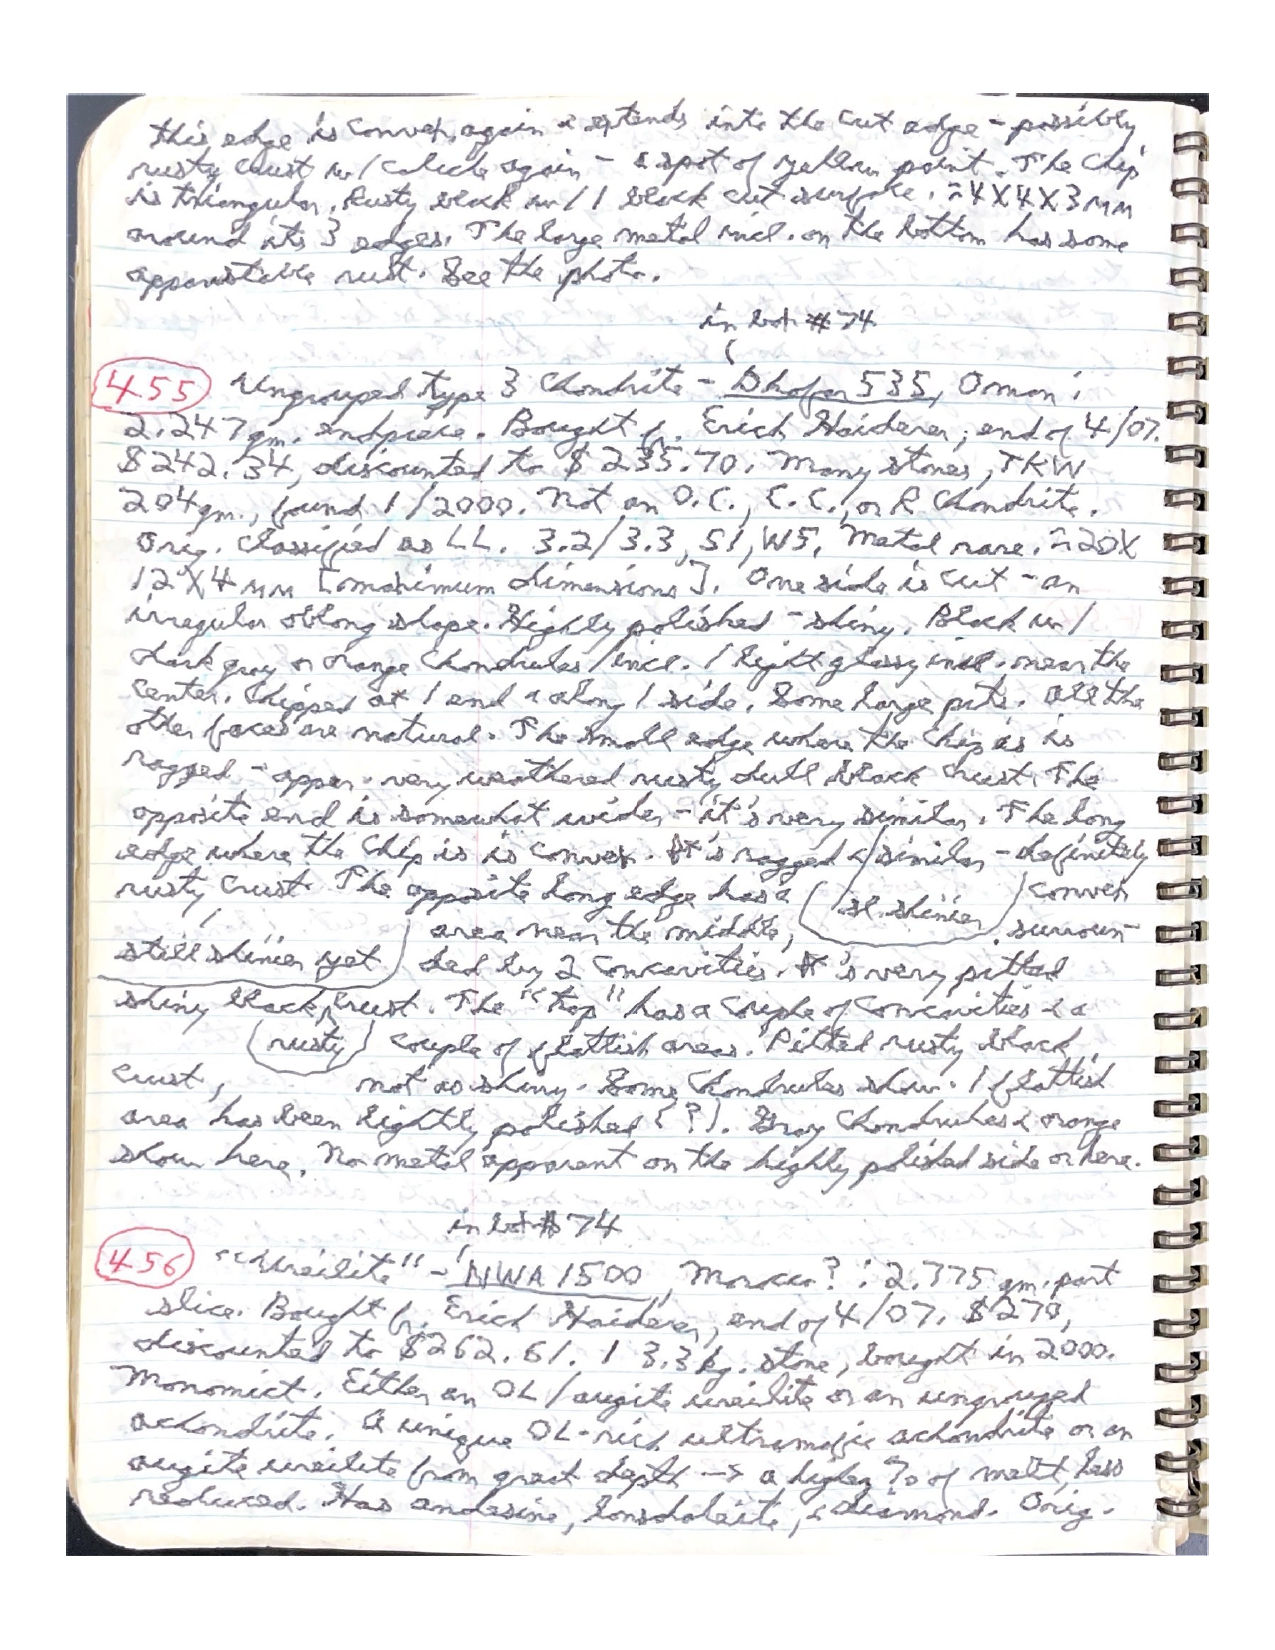 this edge is convex, again & extends into the cut edge - possibly
rusty crust w/ caliche again - & spot of yellow paint. The chip
is triangular. Rusty black w/ 1 black cut surface. ≈4X4X3mm
around its 3 edges. The large metal incl. on the bottom has some
appreciable rust. See the photo.
in lot #74
455 Ungrouped type 3 Chondrite - Dhofar 535, Oman:
2.247gm. endpiece. Bought fr. Erich Haiderer, end of 4/07.
$242.34, discounted to $235.70. Many stones, TKW
204gm., found 1/2000. Not an O.C., C.C., or R Chondrite.
Orig. classified as LL. 3.2/3.3, S1, W5. Metal rare. ≈20X
12X4mm [maximum dimensions]. One side is cut - an
irregular oblong shape. Highly polished - shiny. Black w/
dark gray or orange chondrules/incl. 1 light glassy incl. near the
center. Chipped at 1 end & along 1 side. Some large pits. All the
other faces are natural. The small edge where the chip is is
ragged - appar. very weathered rusty dull black crust. The
opposite end is somewhat wider - it's very similar. The long
edge where the chip is is convex. It's ragged & similar - definitely
rusty crust. The opposite long edge has a (sl. shinier) convex
area near the middle, surroun-
still shinier yet ded by 2 concavities. It's very pitted
shiny black crust. The "top" has a couple of concavities & a
(rusty) couple of flattish areas. Pitted rusty black
crust, not as shiny. Some chondrules show. 1 flattish
area has been lightly polished (?). Gray chondrules & orange
show here. No metal apparent on the highly polished side or here.
in lot #74
456 "Ureilite" - NWA 1500, Morocco?: 2.775gm. part
slice. Bought fr. Erich Haiderer, end of 4/07. $270,
discounted to $262.61. 1 3.3kg. stone, bought in 2000.
Monomict. Either an OL/augite ureilite or an ungrouped
achondrite. A unique OL-rich ultramafic achondrite or an
augite ureilite from great depth -> a higher % of melt, less
reduced. Has andesine, lonsdaleite, & diamond. Orig.